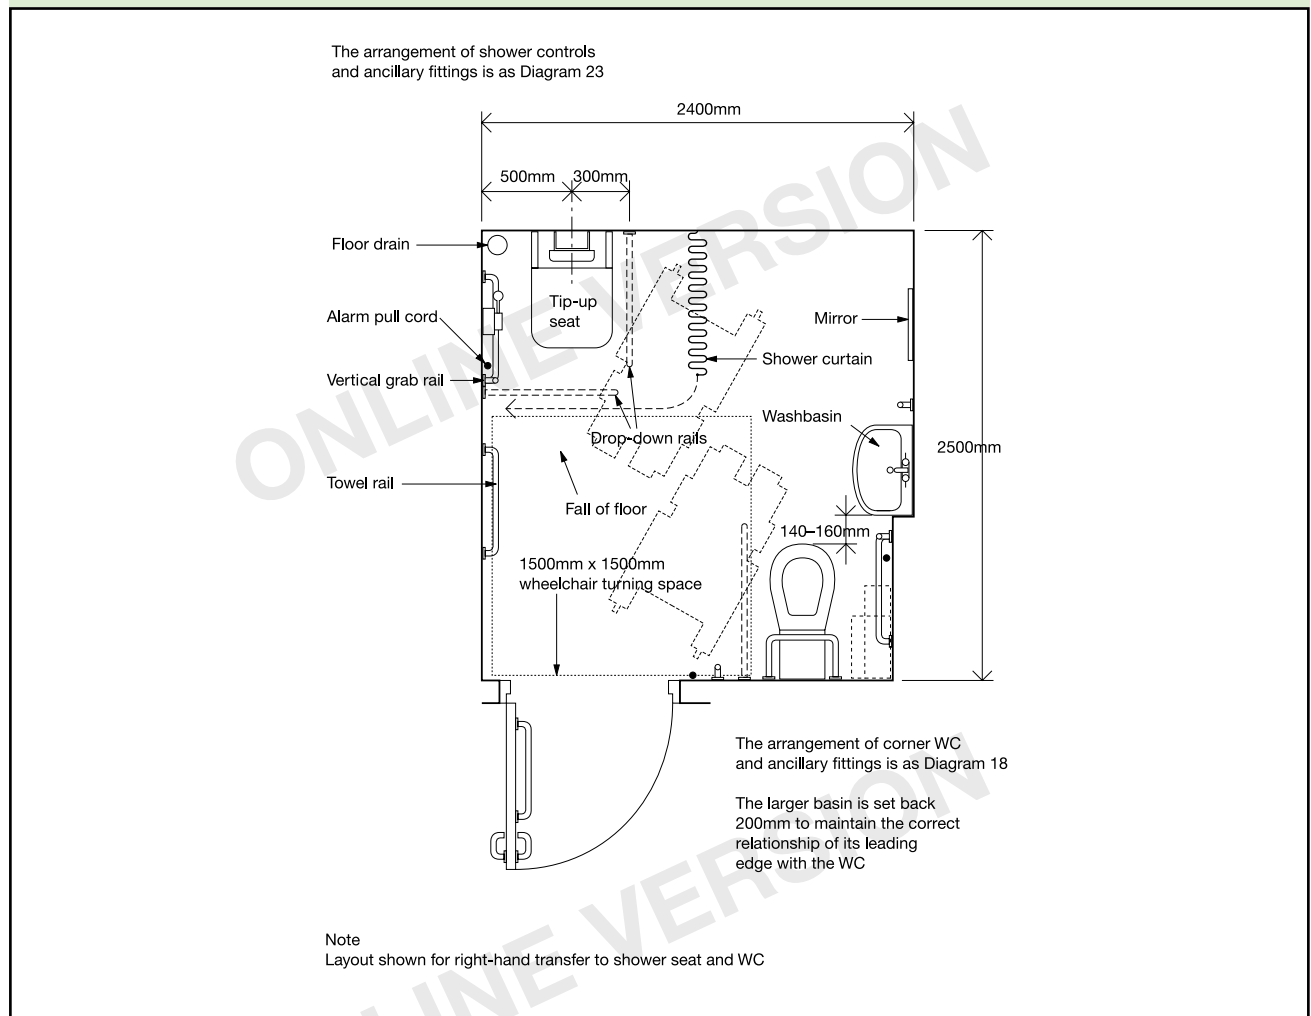 The arrangement of shower controls
and ancillary fittings is as Diagram 23
2400mm
500mm
300mm
Floor drain
Tip-up
seat
Alarm pull cord
Mirror
Shower curtain
Vertical grab rail
Washbasin
Drop-down rails
2500mm
Towel rail
Fall of floor
140–160mm
1500mm x 1500mm
wheelchair turning space
The arrangement of corner WC
and ancillary fittings is as Diagram 18
The larger basin is set back
200mm to maintain the correct
relationship of its leading
edge with the WC
Note
Layout shown for right-hand transfer to shower seat and WC
ONLINE VERSION
ONLINE VERSION